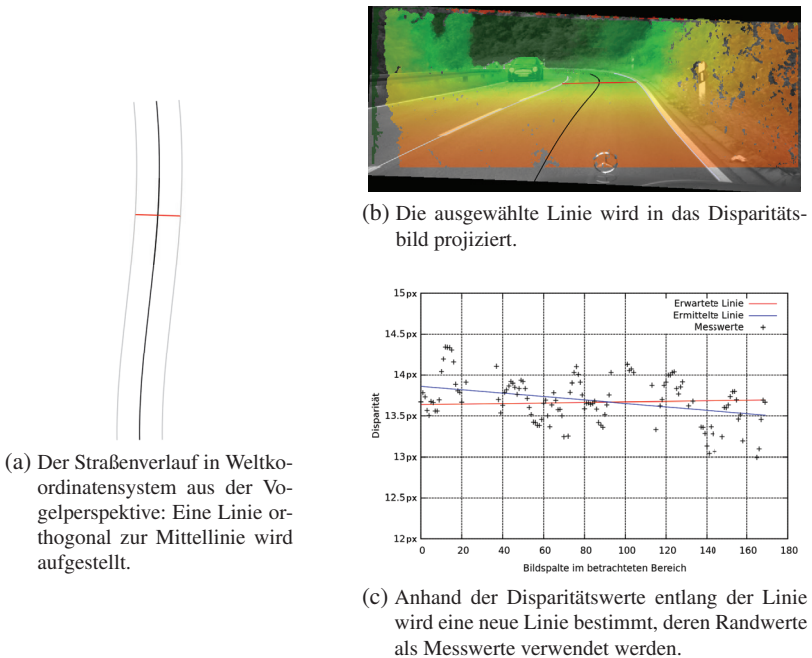 (a) Der Straßenverlauf in Weltko-
ordinatensystem aus der Vo-
gelperspektive: Eine Linie or-
thogonal zur Mittellinie wird
aufgestellt.
(b) Die ausgewählte Linie wird in das Disparitäts-
bild projiziert.
15px
14.5px
14px
13.5px
13px
12.5px
12px
Disparität
0 20 40 60 80 100 120 140 160 180
Bildspalte im betrachteten Bereich
Erwartete Linie
Ermittelte Linie
Messwerte
(c) Anhand der Disparitätswerte entlang der Linie
wird eine neue Linie bestimmt, deren Randwerte
als Messwerte verwendet werden.